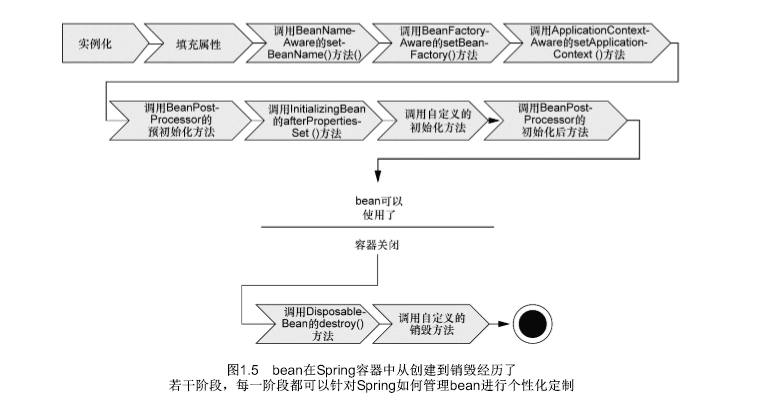 实例化
填充属性
调用BeanName-
Aware的set-
BeanName()方法()
调用BeanFactory-
Aware的setBean-
Factory()方法
调用ApplicationContext-
Aware的setApplication-
Context ()方法
调用BeanPost-
Processor的
预初始化方法
调用InitializingBean
的afterProperties-
Set ()方法
调用自定义的
初始化方法
调用BeanPost-
Processor的
初始化后方法
bean可以
使用了
容器关闭
调用Disposable-
Bean的destroy()
方法
调用自定义的
销毁方法
图1.5 bean在Spring容器中从创建到销毁经历了
若干阶段，每一阶段都可以针对Spring如何管理bean进行个性化定制